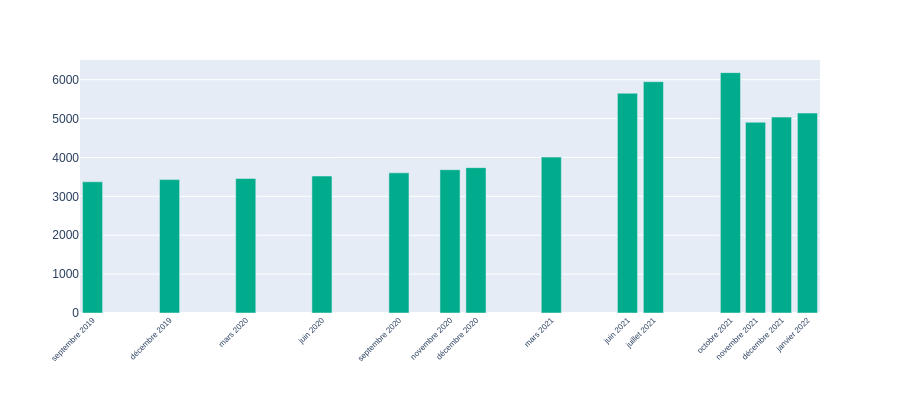 6000
5000
4000
3000
2000
1000
0
septembre 2019
décembre 2019
mars 2020
juin 2020
septembre 2020
novembre 2020
décembre 2020
mars 2021
juin 2021
juillet 2021
octobre 2021
novembre 2021
décembre 2021
janvier 2022